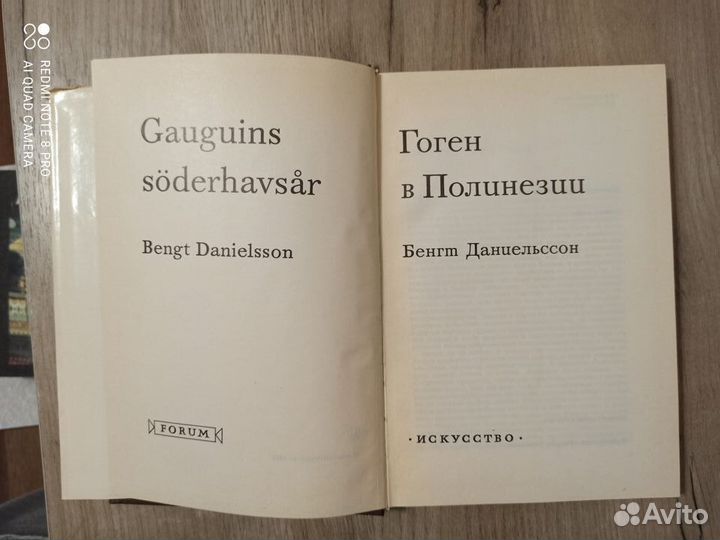 REDMI NOTE 8 PRO
AI QUAD CAMERA
Gauguins
söderhavsår
Bengt Danielsson
FORUM
Гоген
в Полинезии
Бенгт Даниельссон
· ИСКУССТВО ·
Avito